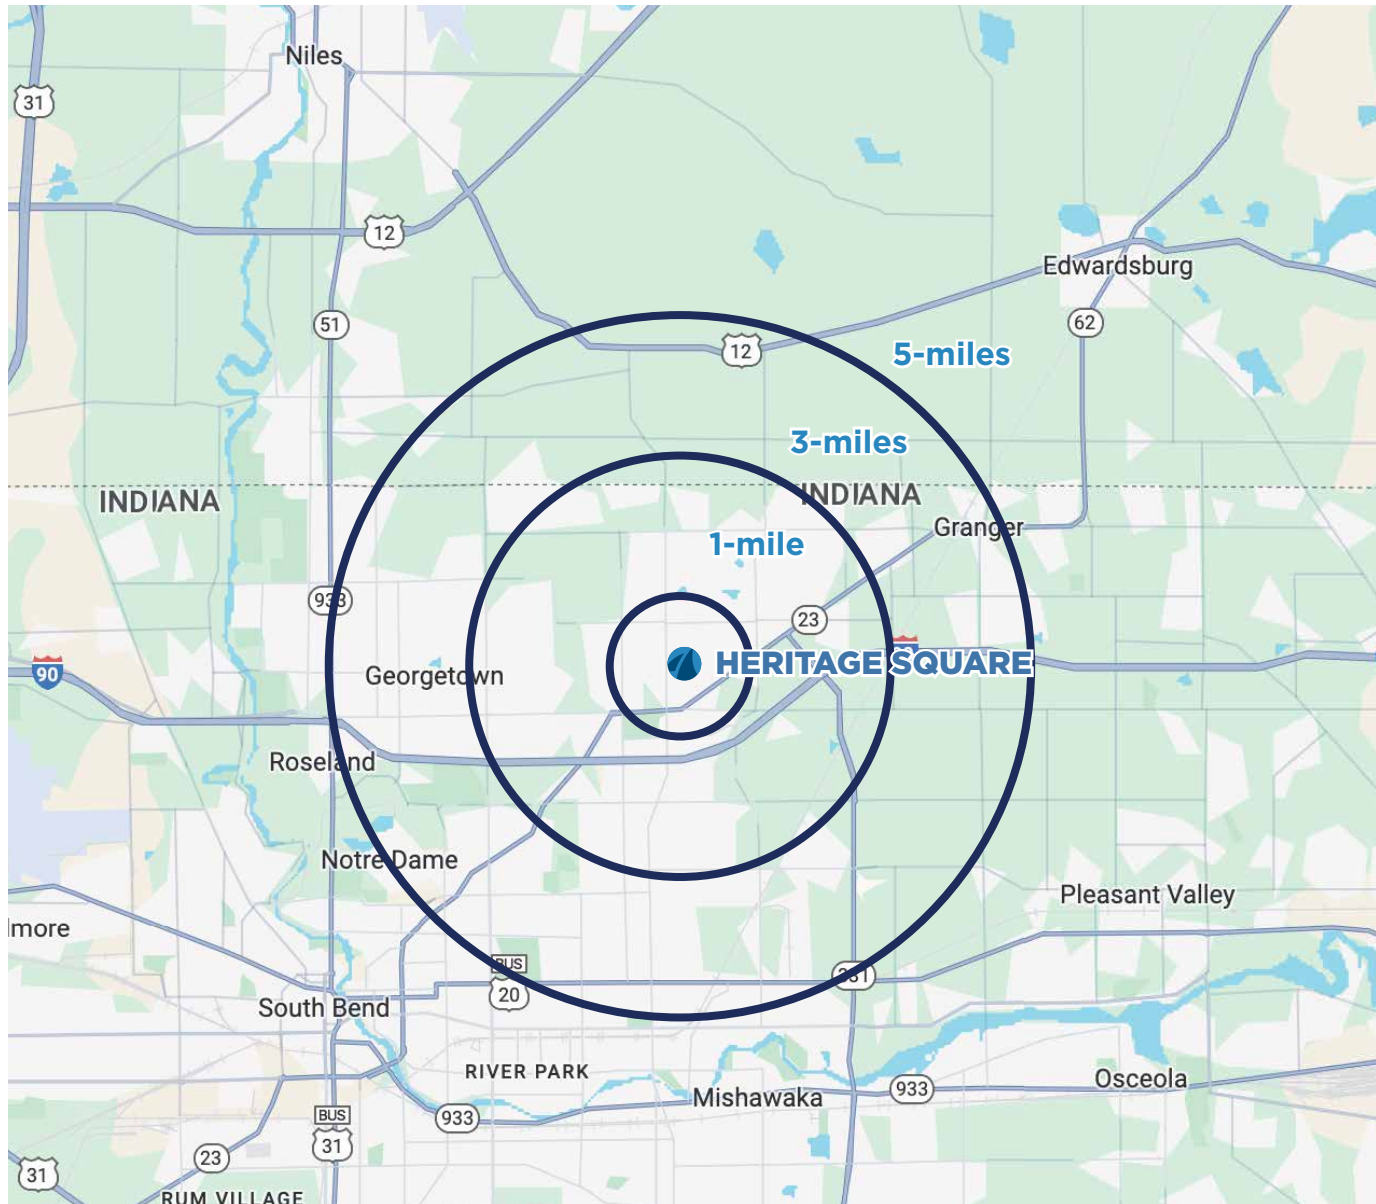 Niles
31
12
Edwardsburg
51
62
12
5-miles
3-miles
INDIANA
INDIANA
Granger
1-mile
933
23
HERITAGE SQUARE
90
Georgetown
Roseland
Notre Dame
Pleasant Valley
lmore
BUS
20
331
South Bend
RIVER PARK
Mishawaka
933
Osceola
933
BUS
31
23
31
RUM VILLAGE